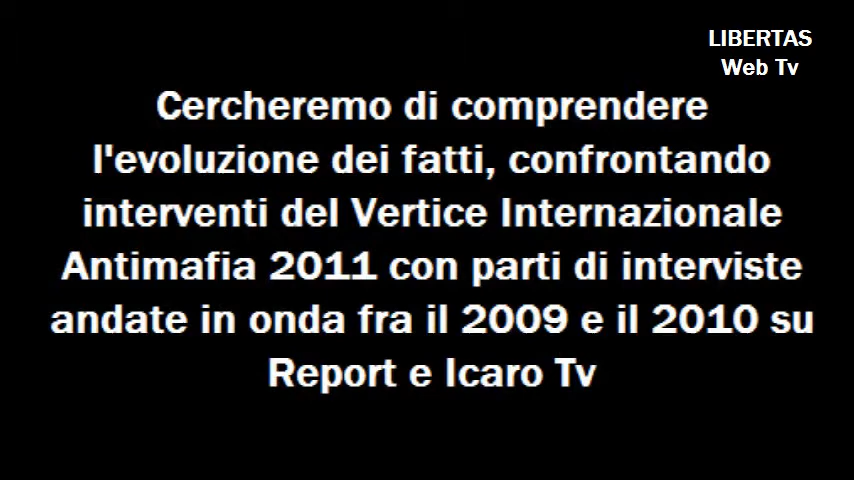 LIBERTAS
Web Tv
Cercheremo di comprendere
l'evoluzione dei fatti, confrontando
interventi del Vertice Internazionale
Antimafia 2011 con parti di interviste
andate in onda fra il 2009 e il 2010 su
Report e Icaro Tv